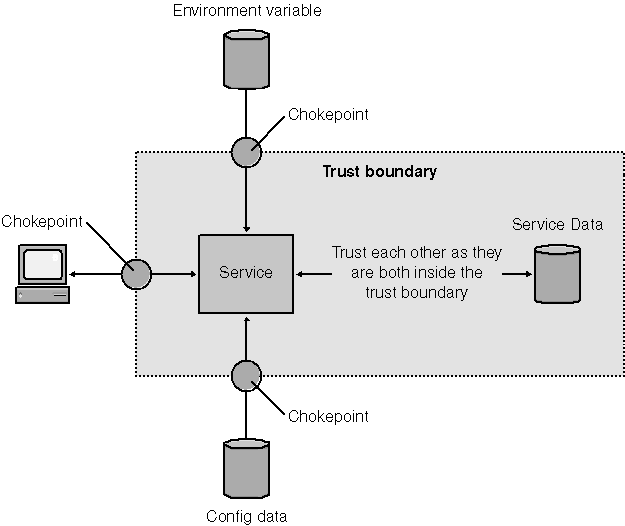 Environment variable
Chokepoint
Trust boundary
Chokepoint
Service Data
Service
Trust each other as they
are both inside the
trust boundary
Chokepoint
Config data